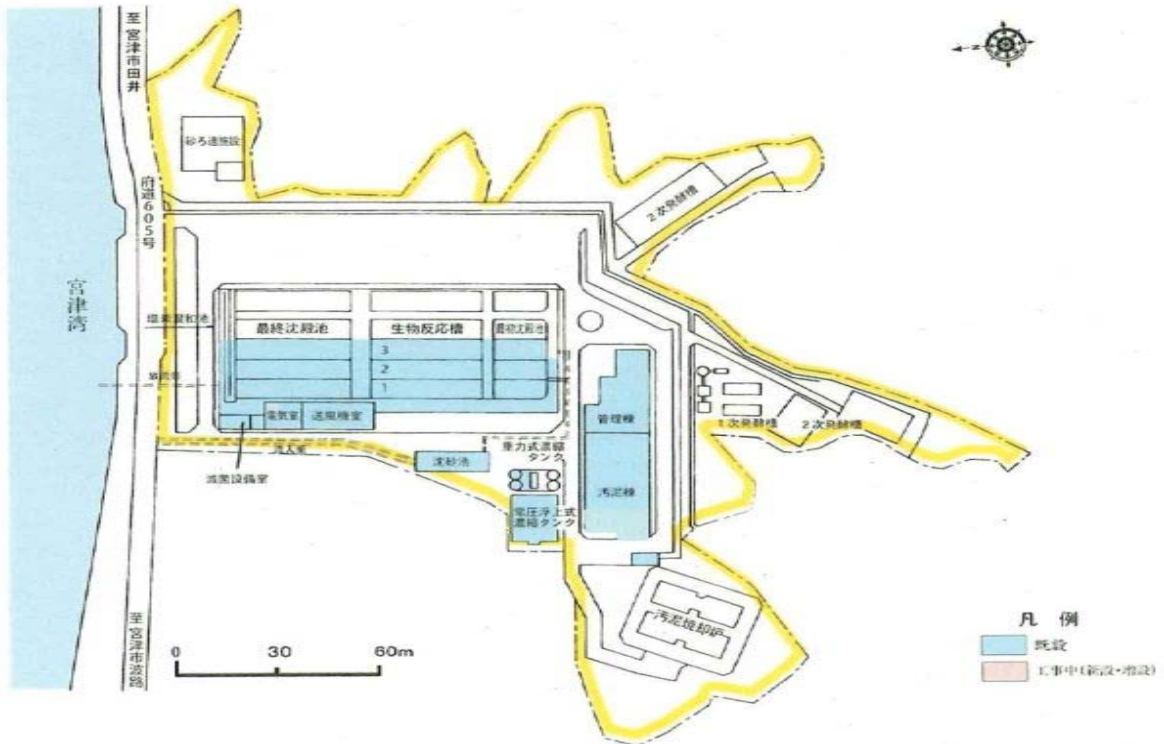 至 宮津市田井
N
砂ろ過施設
府道605号
2次発酵槽
宮津湾
塩素混和池
最終沈殿池
生物反応槽
最初沈殿池
3
2
1
放流渠
電気室
送風機室
管理棟
1次発酵槽
2次発酵槽
流入渠
滅菌設備室
沈砂池
重力式濃縮
タンク
汚泥棟
常圧浮上式
濃縮タンク
汚泥焼却炉
至 宮津市波路
0 30 60m
凡 例
既設
工事中(新設・増設)